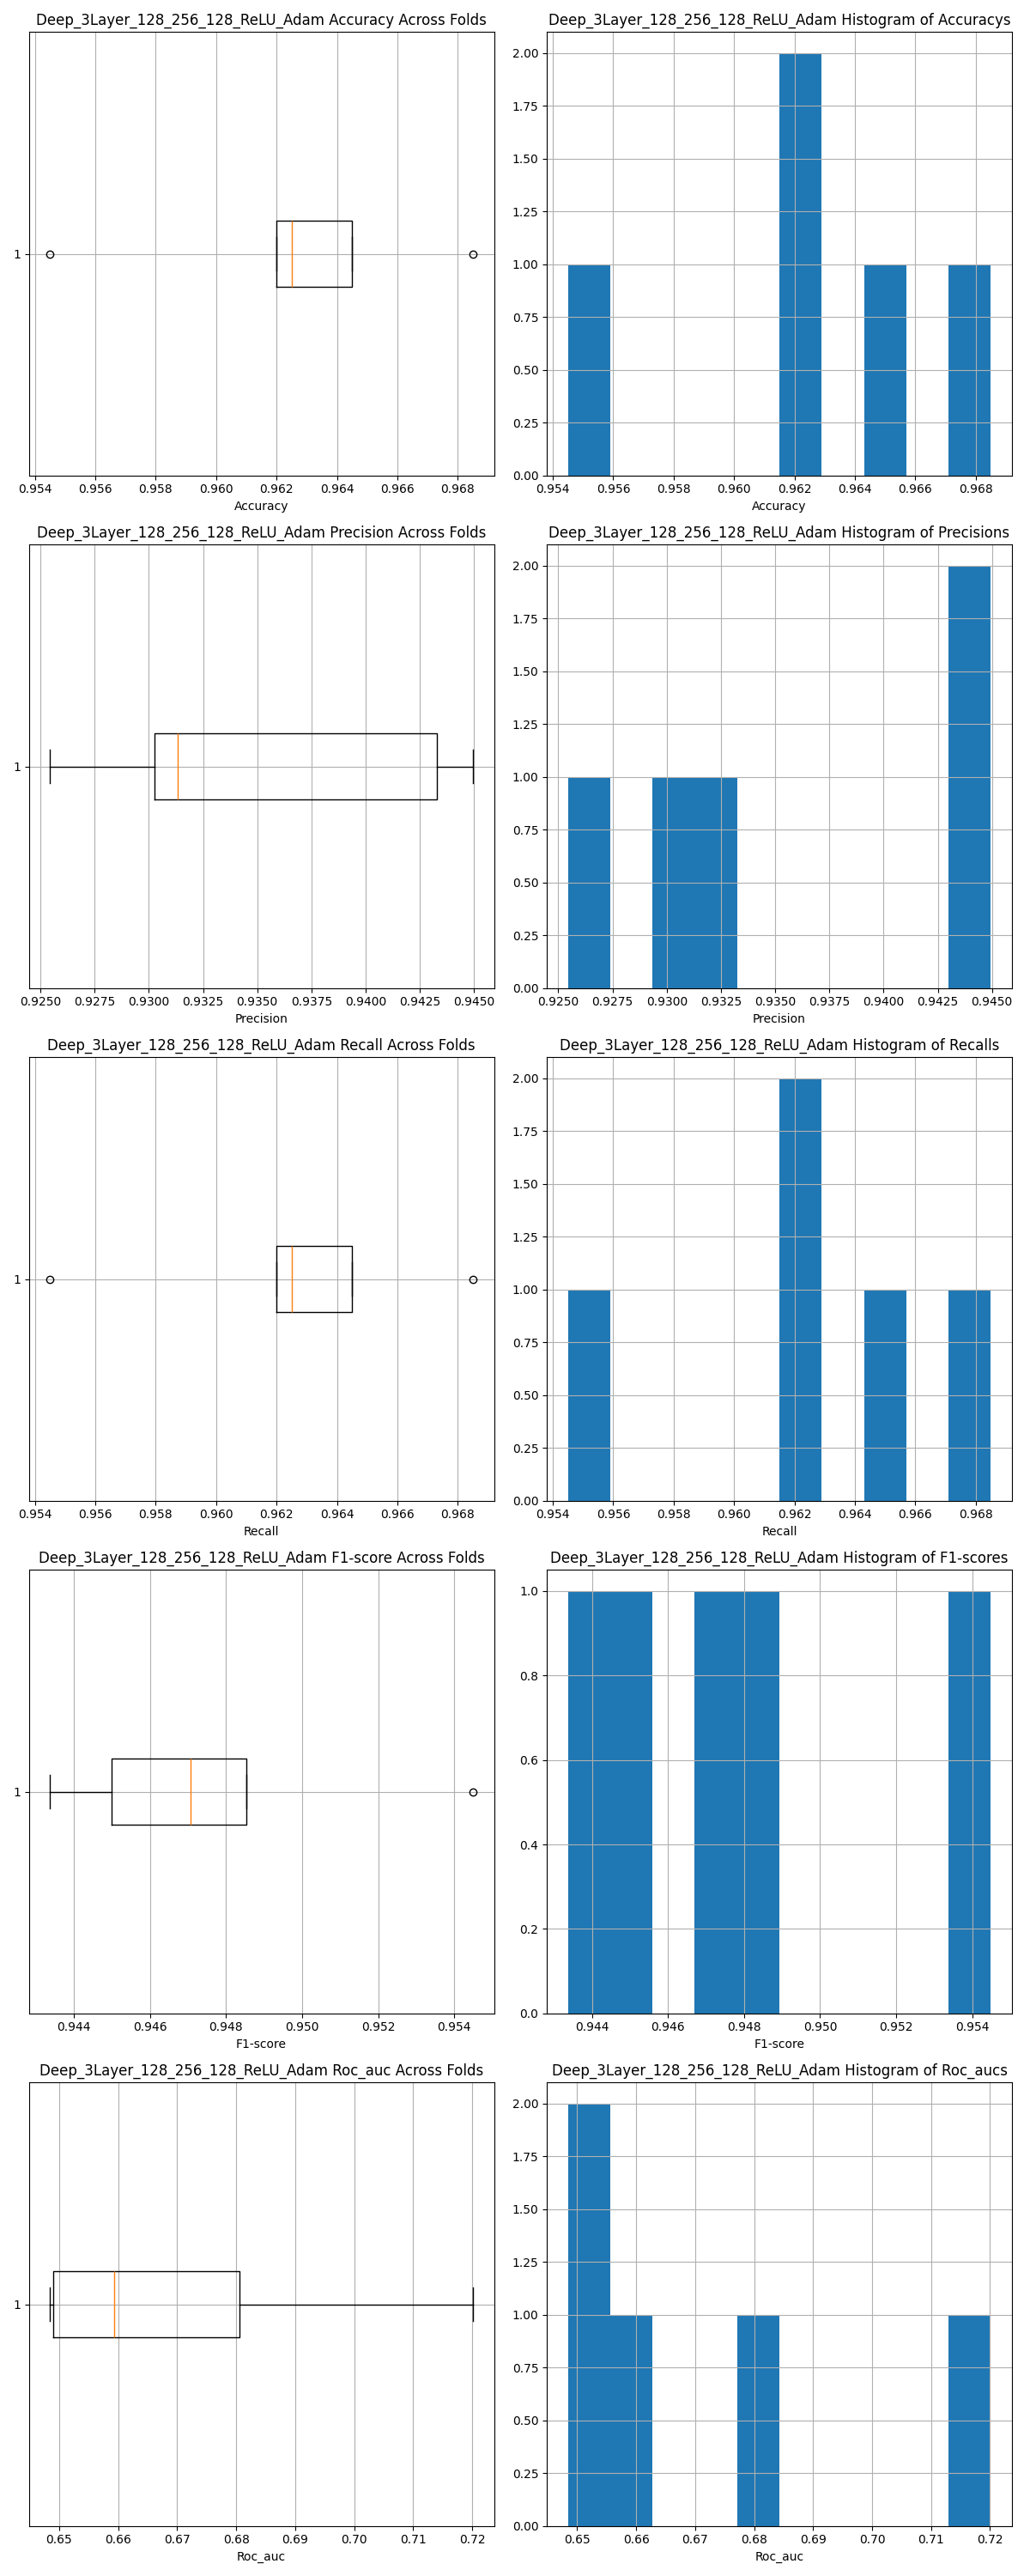 Deep_3Layer_128_256_128_ReLU_Adam Accuracy Across Folds
1
0.954 0.956 0.958 0.960 0.962 0.964 0.966 0.968
Accuracy
Deep_3Layer_128_256_128_ReLU_Adam Histogram of Accuracys
2.00
1.75
1.50
1.25
1.00
0.75
0.50
0.25
0.00
0.954 0.956 0.958 0.960 0.962 0.964 0.966 0.968
Accuracy
Deep_3Layer_128_256_128_ReLU_Adam Precision Across Folds
1
0.9250 0.9275 0.9300 0.9325 0.9350 0.9375 0.9400 0.9425 0.9450
Precision
Deep_3Layer_128_256_128_ReLU_Adam Histogram of Precisions
2.00
1.75
1.50
1.25
1.00
0.75
0.50
0.25
0.00
0.9250 0.9275 0.9300 0.9325 0.9350 0.9375 0.9400 0.9425 0.9450
Precision
Deep_3Layer_128_256_128_ReLU_Adam Recall Across Folds
1
0.954 0.956 0.958 0.960 0.962 0.964 0.966 0.968
Recall
Deep_3Layer_128_256_128_ReLU_Adam Histogram of Recalls
2.00
1.75
1.50
1.25
1.00
0.75
0.50
0.25
0.00
0.954 0.956 0.958 0.960 0.962 0.964 0.966 0.968
Recall
Deep_3Layer_128_256_128_ReLU_Adam F1-score Across Folds
1
0.944 0.946 0.948 0.950 0.952 0.954
F1-score
Deep_3Layer_128_256_128_ReLU_Adam Histogram of F1-scores
1.0
0.8
0.6
0.4
0.2
0.0
0.944 0.946 0.948 0.950 0.952 0.954
F1-score
Deep_3Layer_128_256_128_ReLU_Adam Roc_auc Across Folds
1
0.65 0.66 0.67 0.68 0.69 0.70 0.71 0.72
Roc_auc
Deep_3Layer_128_256_128_ReLU_Adam Histogram of Roc_aucs
2.00
1.75
1.50
1.25
1.00
0.75
0.50
0.25
0.00
0.65 0.66 0.67 0.68 0.69 0.70 0.71 0.72
Roc_auc